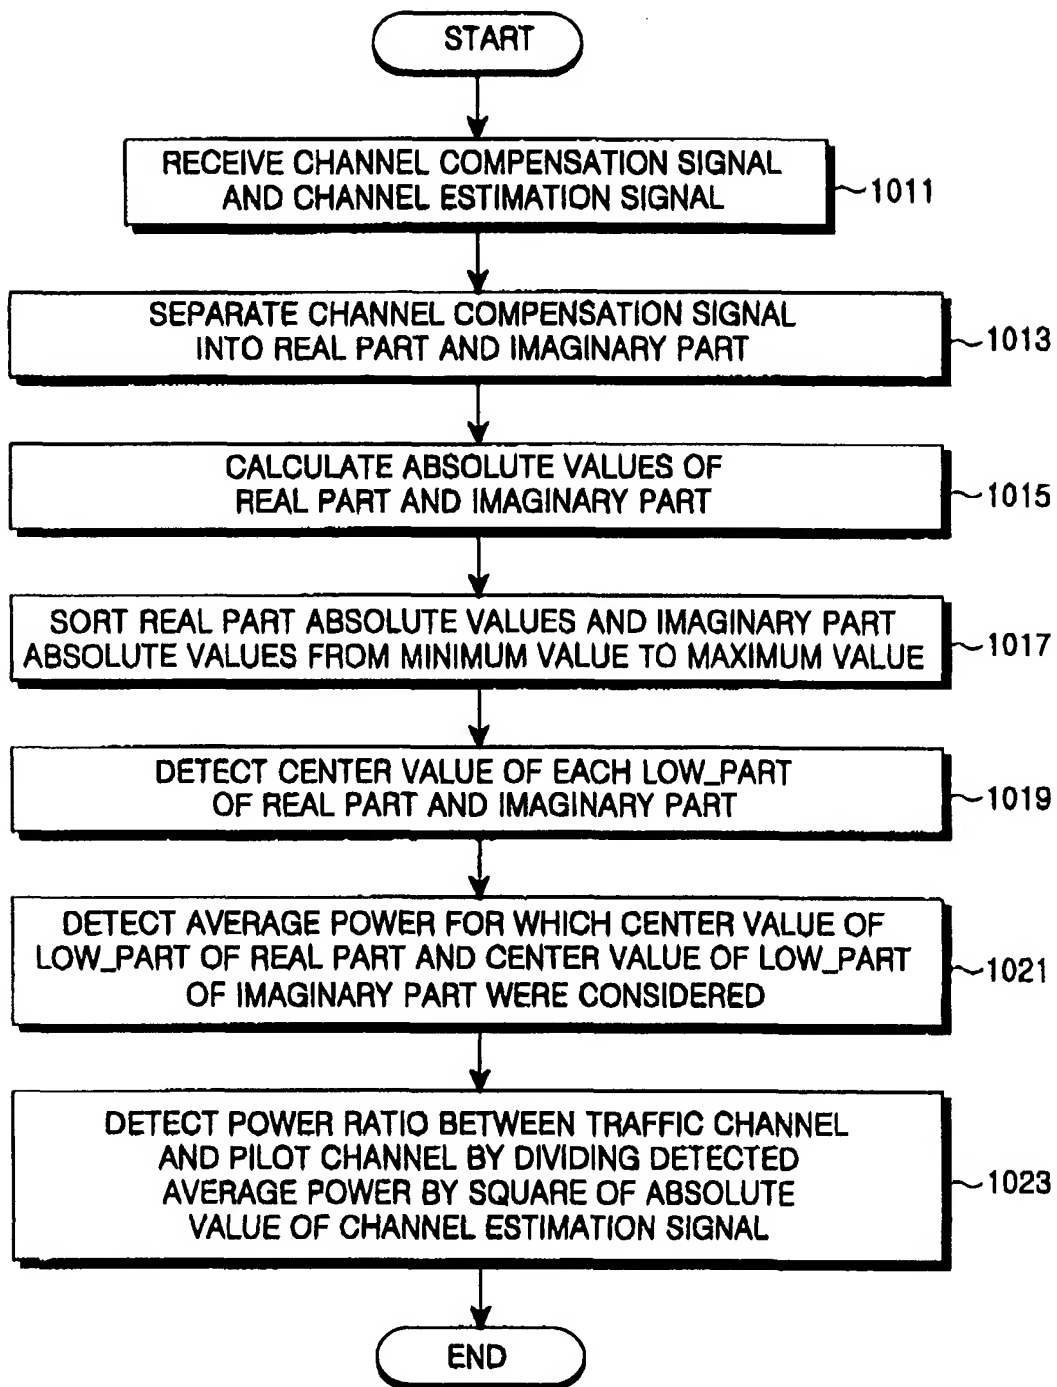 START
RECEIVE CHANNEL COMPENSATION SIGNAL
AND CHANNEL ESTIMATION SIGNAL
1011
SEPARATE CHANNEL COMPENSATION SIGNAL
INTO REAL PART AND IMAGINARY PART
1013
CALCULATE ABSOLUTE VALUES OF
REAL PART AND IMAGINARY PART
1015
SORT REAL PART ABSOLUTE VALUES AND IMAGINARY PART
ABSOLUTE VALUES FROM MINIMUM VALUE TO MAXIMUM VALUE
1017
DETECT CENTER VALUE OF EACH LOW_PART
OF REAL PART AND IMAGINARY PART
1019
DETECT AVERAGE POWER FOR WHICH CENTER VALUE OF
LOW_PART OF REAL PART AND CENTER VALUE OF LOW_PART
OF IMAGINARY PART WERE CONSIDERED
1021
DETECT POWER RATIO BETWEEN TRAFFIC CHANNEL
AND PILOT CHANNEL BY DIVIDING DETECTED
AVERAGE POWER BY SQUARE OF ABSOLUTE
VALUE OF CHANNEL ESTIMATION SIGNAL
1023
END